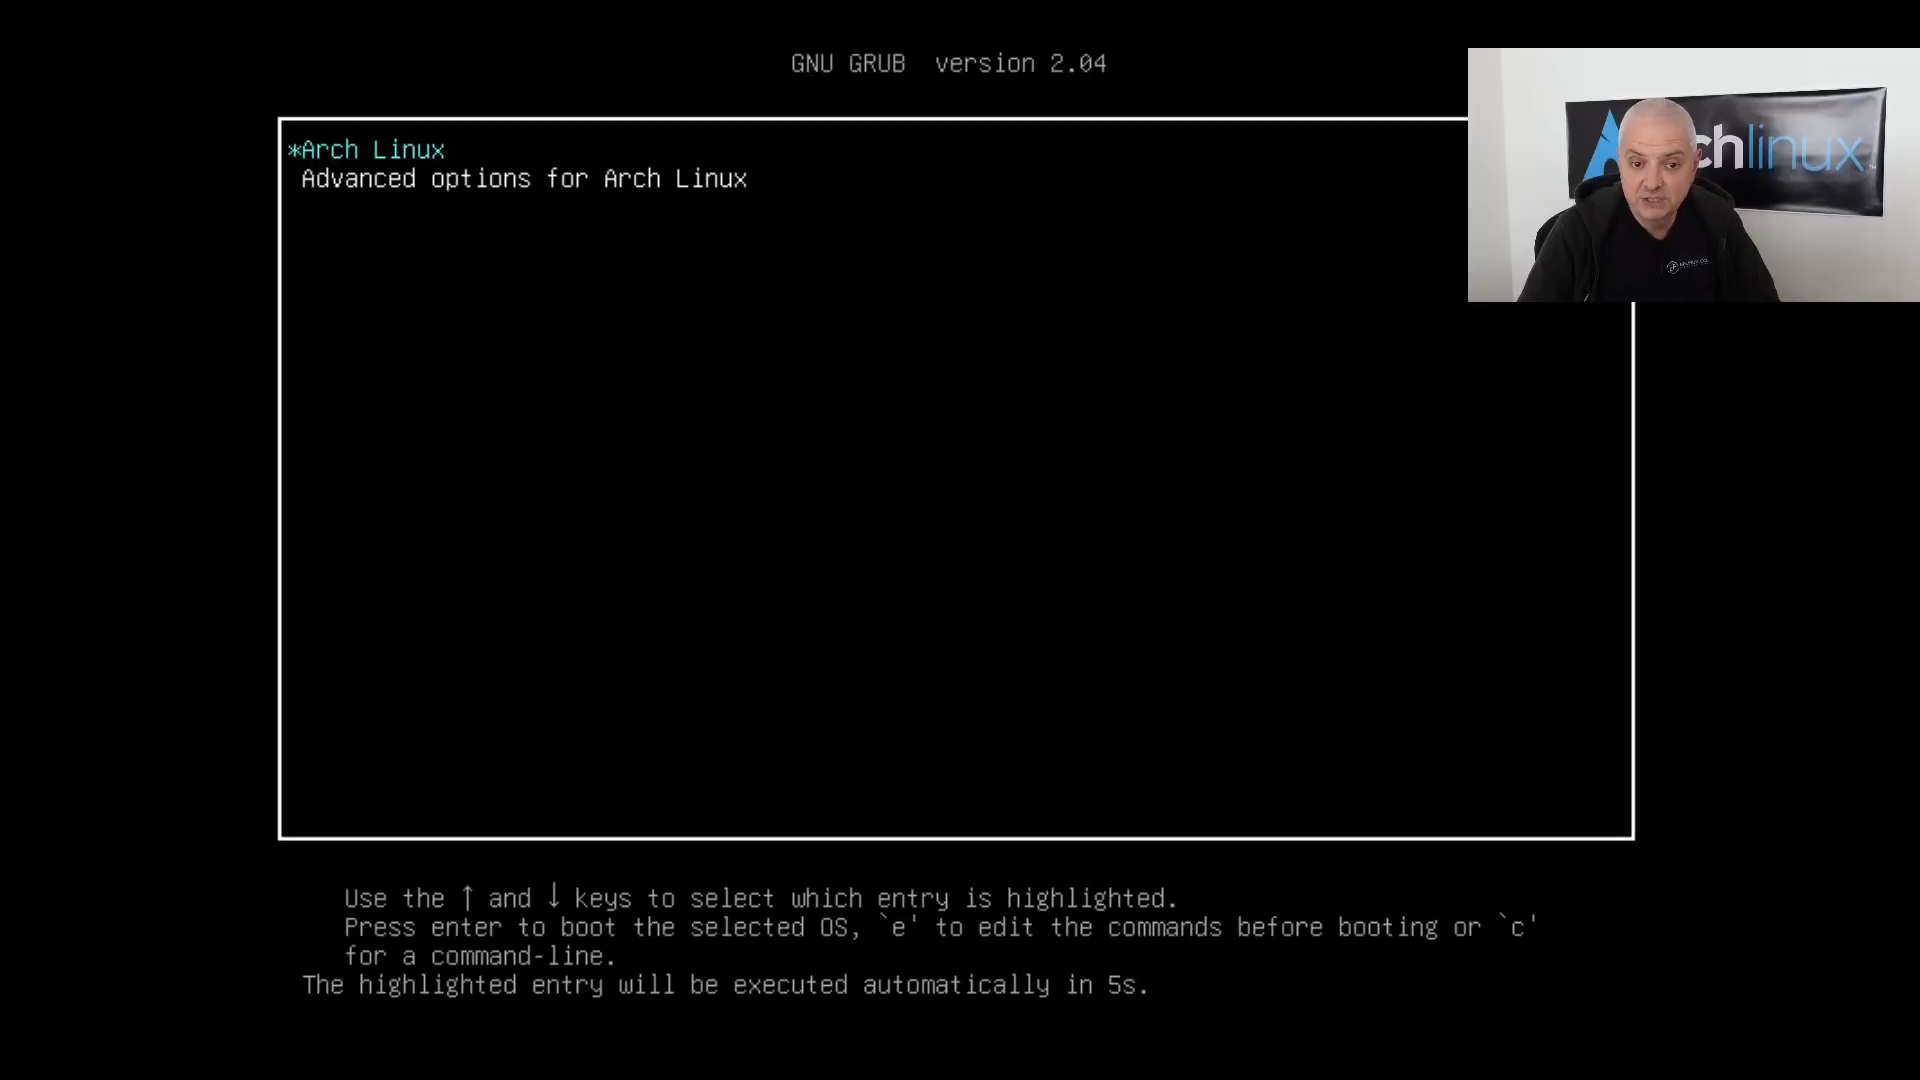 GNU GRUB  version 2.04
*Arch Linux
Advanced options for Arch Linux
chlinux
Use the ↑ and ↓ keys to select which entry is highlighted.
Press enter to boot the selected OS, `e' to edit the commands before booting or `c'
for a command-line.
The highlighted entry will be executed automatically in 5s.